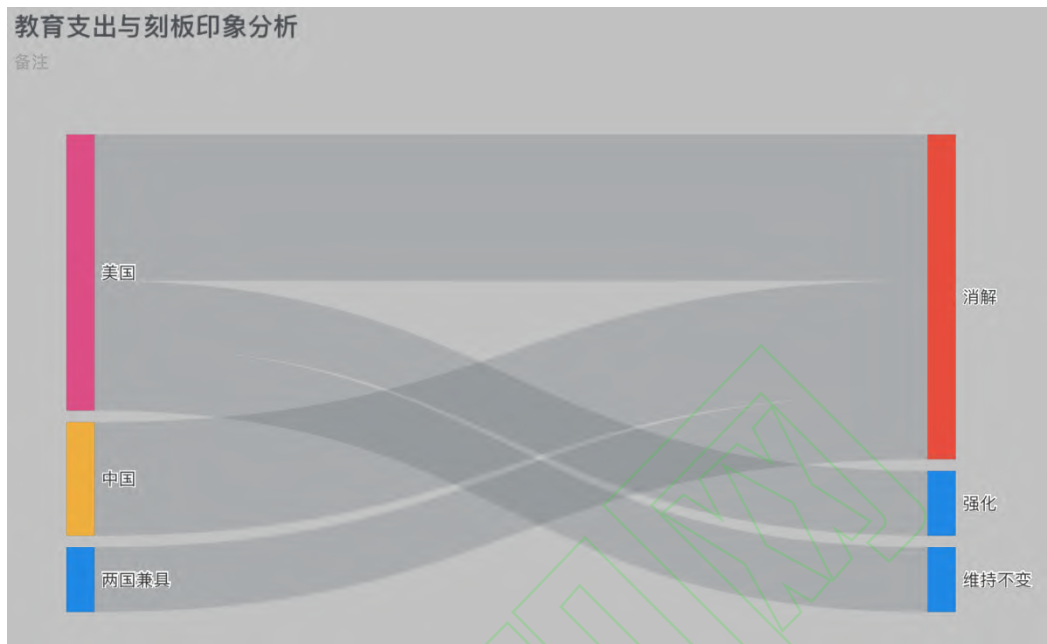 教育支出与刻板印象分析
备注
美国
消解
中国
强化
两国兼具
维持不变